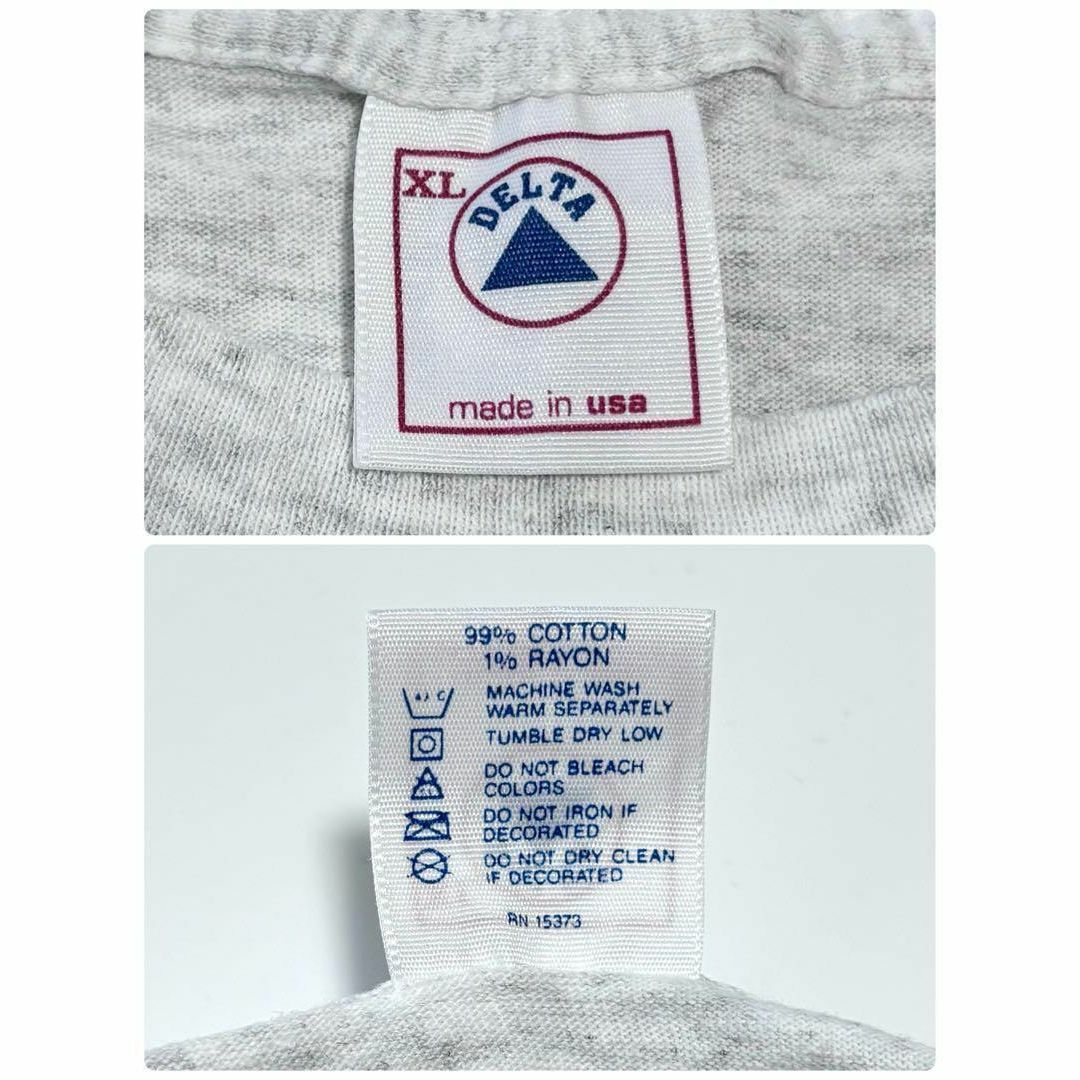 XL
DELTA
made in usa
99% COTTON
1% RAYON
MACHINE WASH
WARM SEPARATELY
TUMBLE DRY LOW
DO NOT BLEACH
COLORS
DO NOT IRON IF
DECORATED
DO NOT DRY CLEAN
IF DECORATED
RN 15373